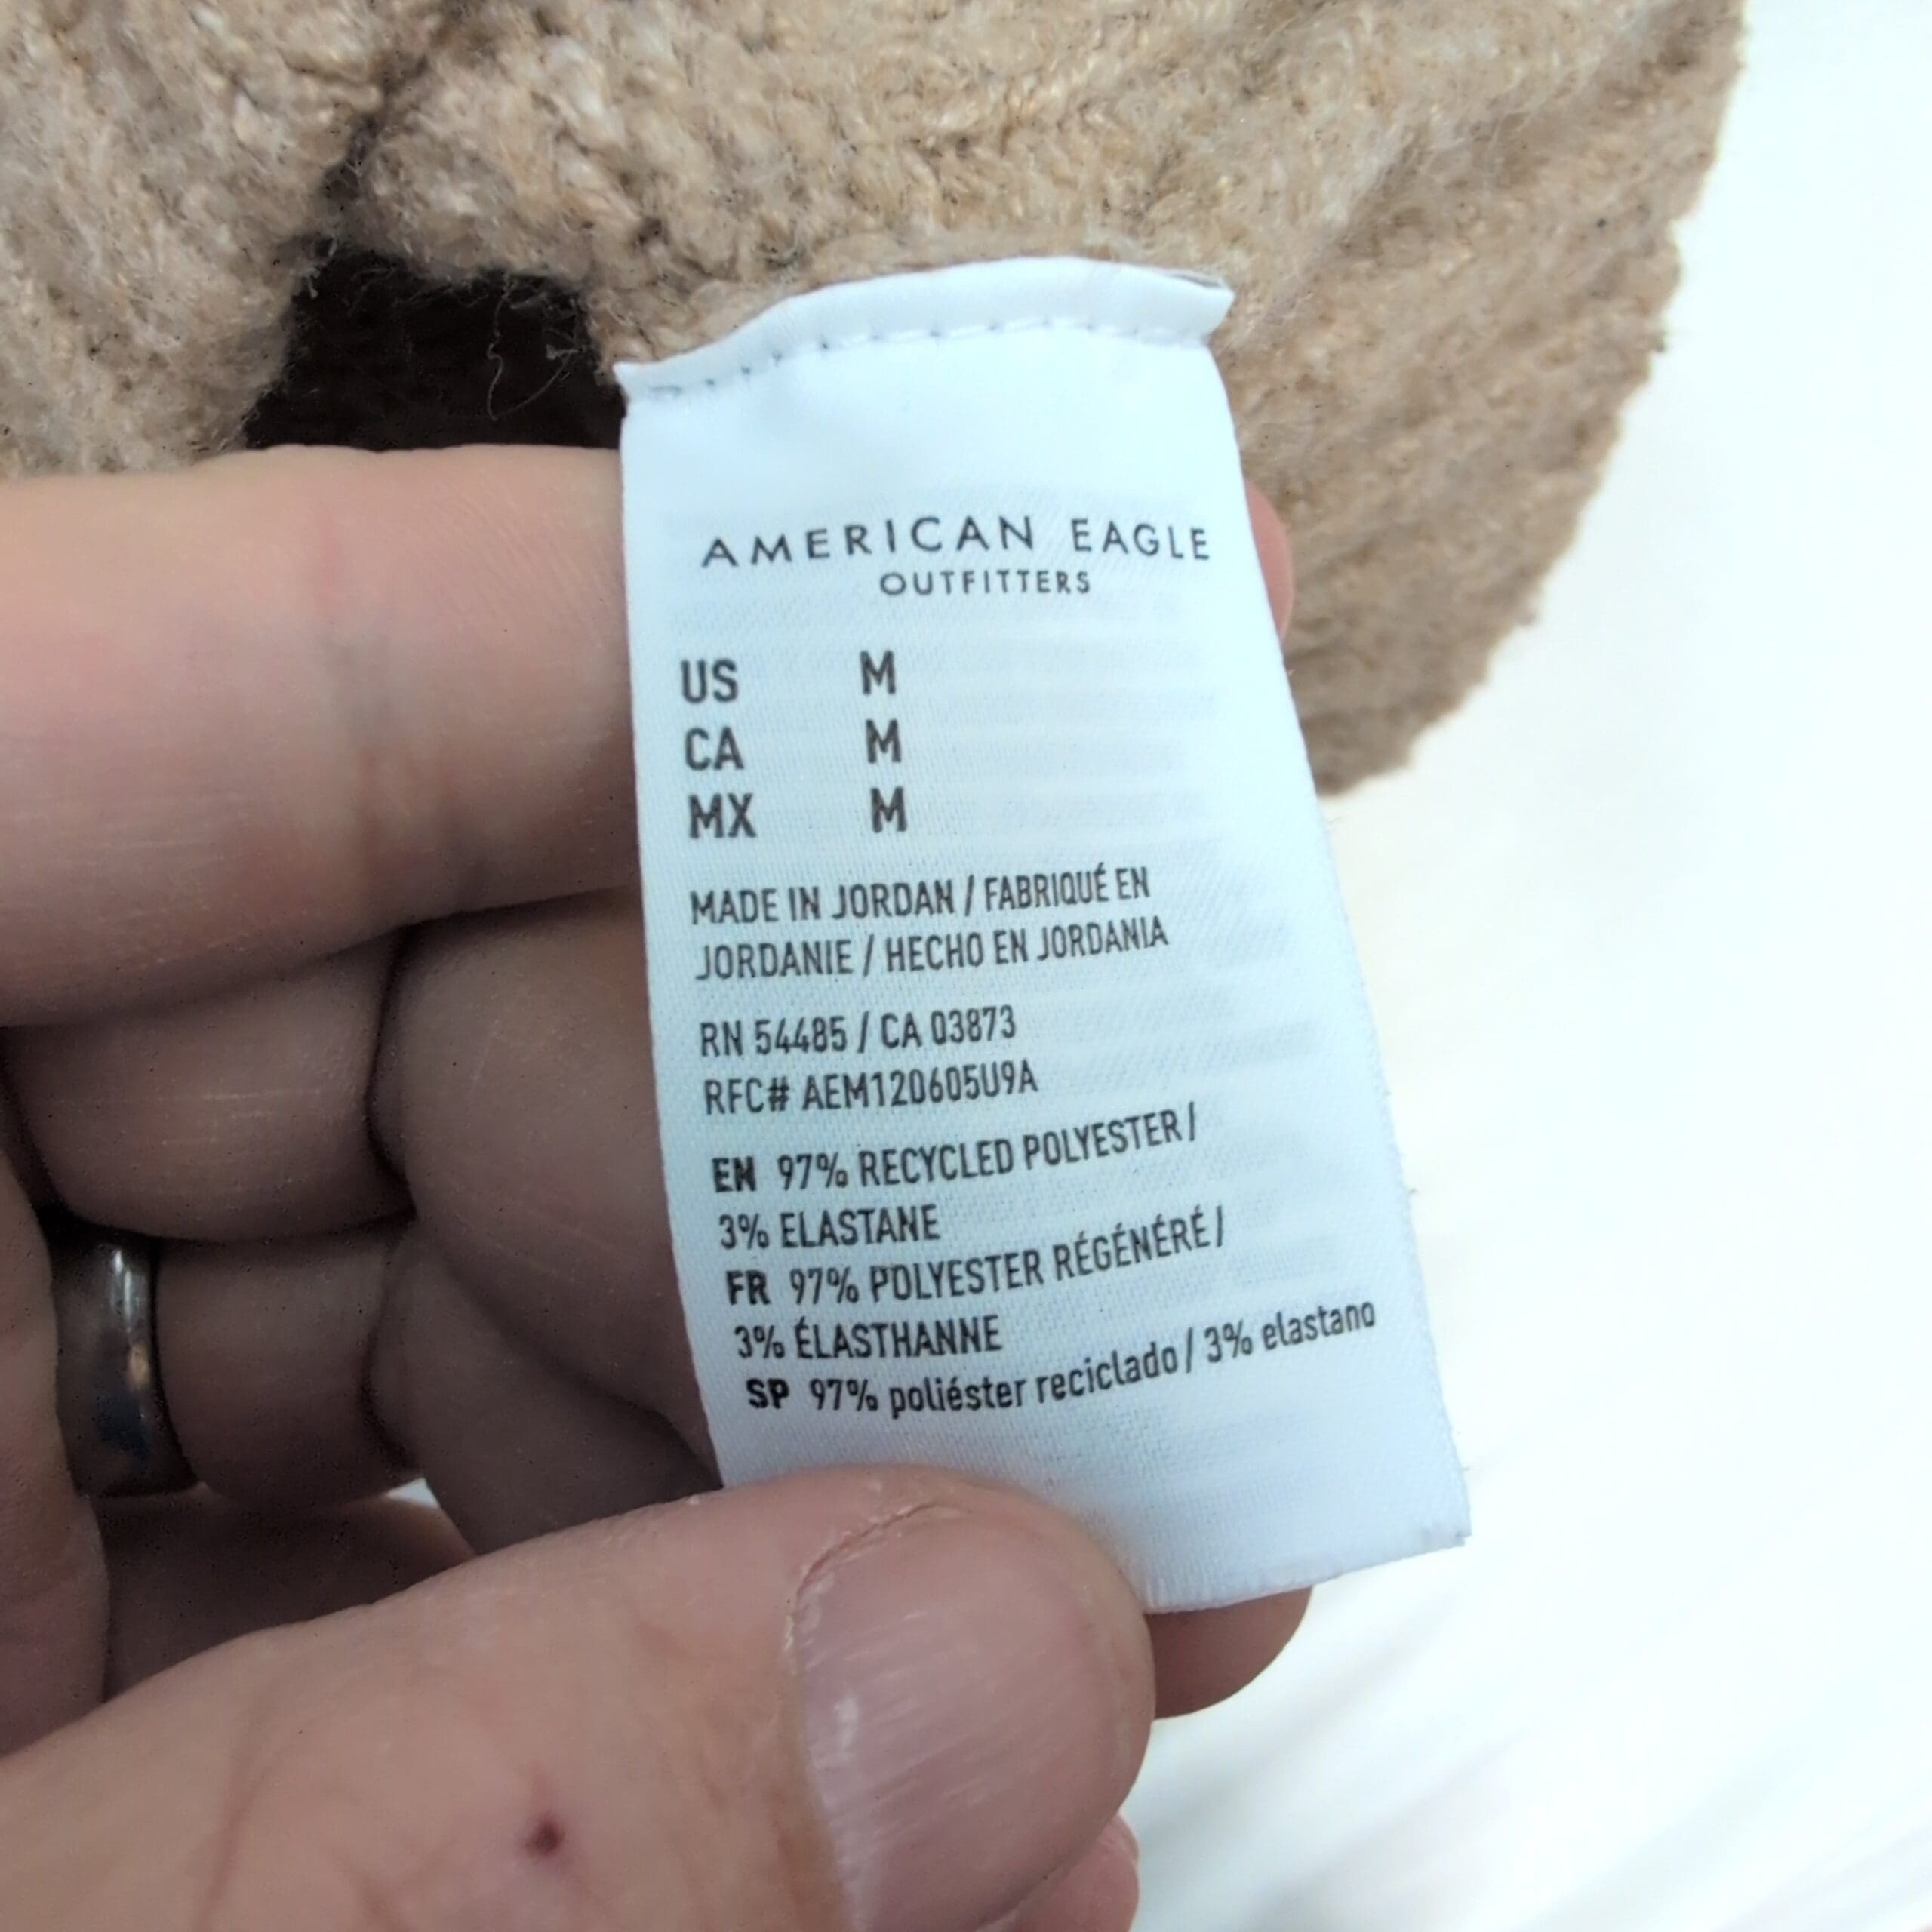 AMERICAN EAGLE
OUTFITTERS
US M
CA M
MX M
MADE IN JORDAN / FABRIQUÉ EN
JORDANIE / HECHO EN JORDANIA
RN 54485 / CA 03873
RFC# AEM120605U9A
EN 97% RECYCLED POLYESTER /
3% ELASTANE
FR 97% POLYESTER RÉGÉNÉRÉ /
3% ÉLASTHANNE
SP 97% poliéster reciclado / 3% elastano